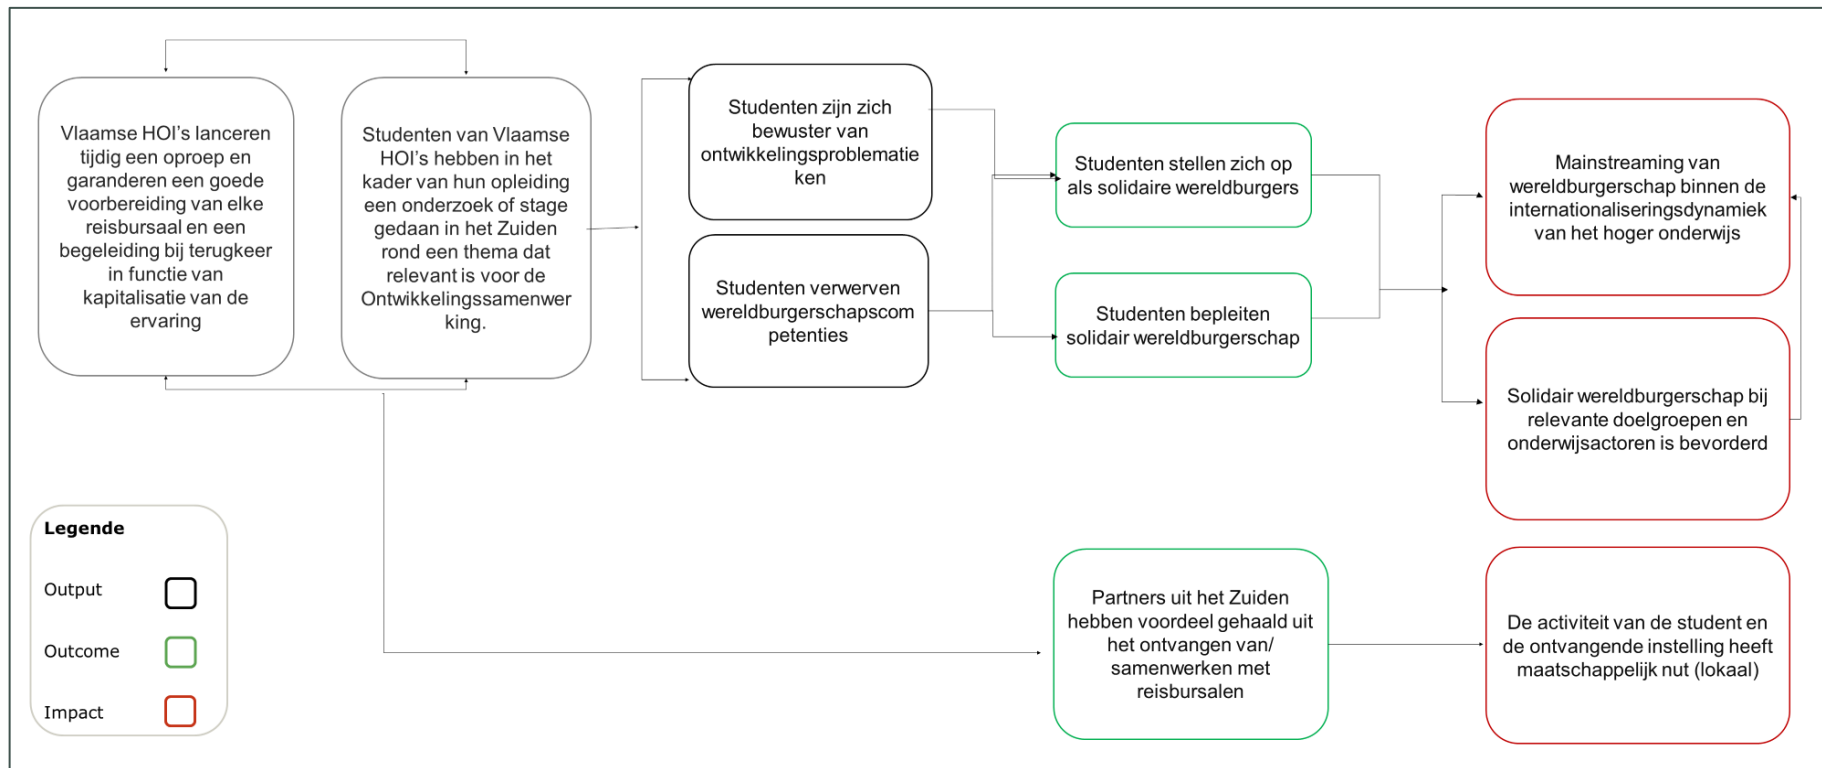 Vlaamse HOI’s lanceren
tijdig een oproep en
garanderen een goede
voorbereiding van elke
reisbursaal en een
begeleiding bij terugkeer
in functie van
kapitalisatie van de
ervaring
Studenten van Vlaamse
HOI’s hebben in het
kader van hun opleiding
een onderzoek of stage
gedaan in het Zuiden
rond een thema dat
relevant is voor de
Ontwikkelingssamenwer
king.
Studenten zijn zich
bewuster van
ontwikkelingsproblematie
ken
Studenten verwerven
wereldburgerschapscom
petenties
Studenten stellen zich op
als solidaire wereldburgers
Studenten bepleiten
solidair wereldburgerschap
Mainstreaming van
wereldburgerschap binnen de
internationaliseringsdynamiek
van het hoger onderwijs
Solidair wereldburgerschap bij
relevante doelgroepen en
onderwijsactoren is bevorderd
Partners uit het Zuiden
hebben voordeel gehaald uit
het ontvangen van/
samenwerken met
reisbursalen
De activiteit van de student en
de ontvangende instelling heeft
maatschappelijk nut (lokaal)
Legende
Output
Outcome
Impact